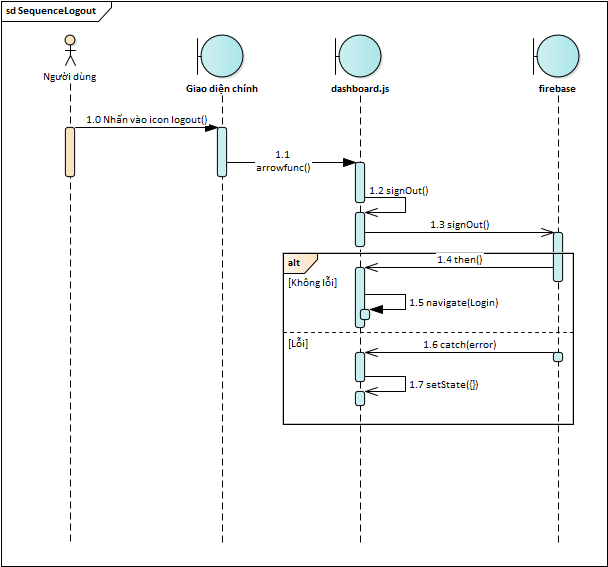 sd SequenceLogout
Người dùng
Giao diện chính
dashboard.js
firebase
1.0 Nhấn vào icon logout()
1.1
arrowfunc()
1.2 signOut()
1.3 signOut()
alt
1.4 then()
[Không lỗi]
1.5 navigate(Login)
[Lỗi]
1.6 catch(error)
1.7 setState({})